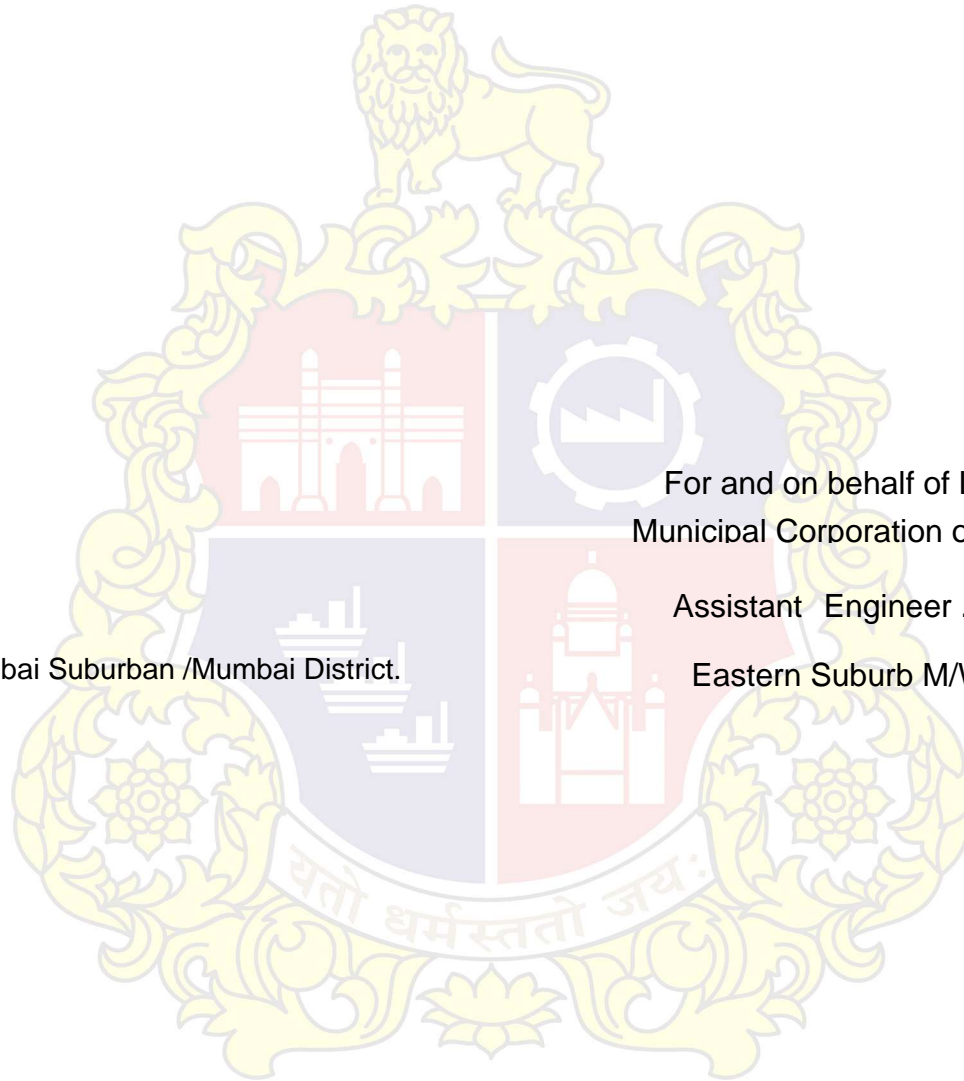 For and on behalf of
Municipal Corporation
Assistant Engineer
bai Suburban /Mumbai District.
Eastern Suburb
यतो धर्मस्ततो जय: